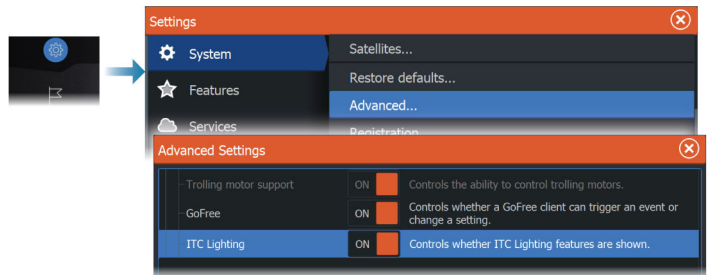 Settings
System
Features
Services
Satellites...
Restore defaults...
Advanced...
Registration
Advanced Settings
Trolling motor support ON Controls the ability to control trolling motors.
GoFree ON Controls whether a GoFree client can trigger an event or
change a setting.
ITC Lighting ON Controls whether ITC Lighting features are shown.